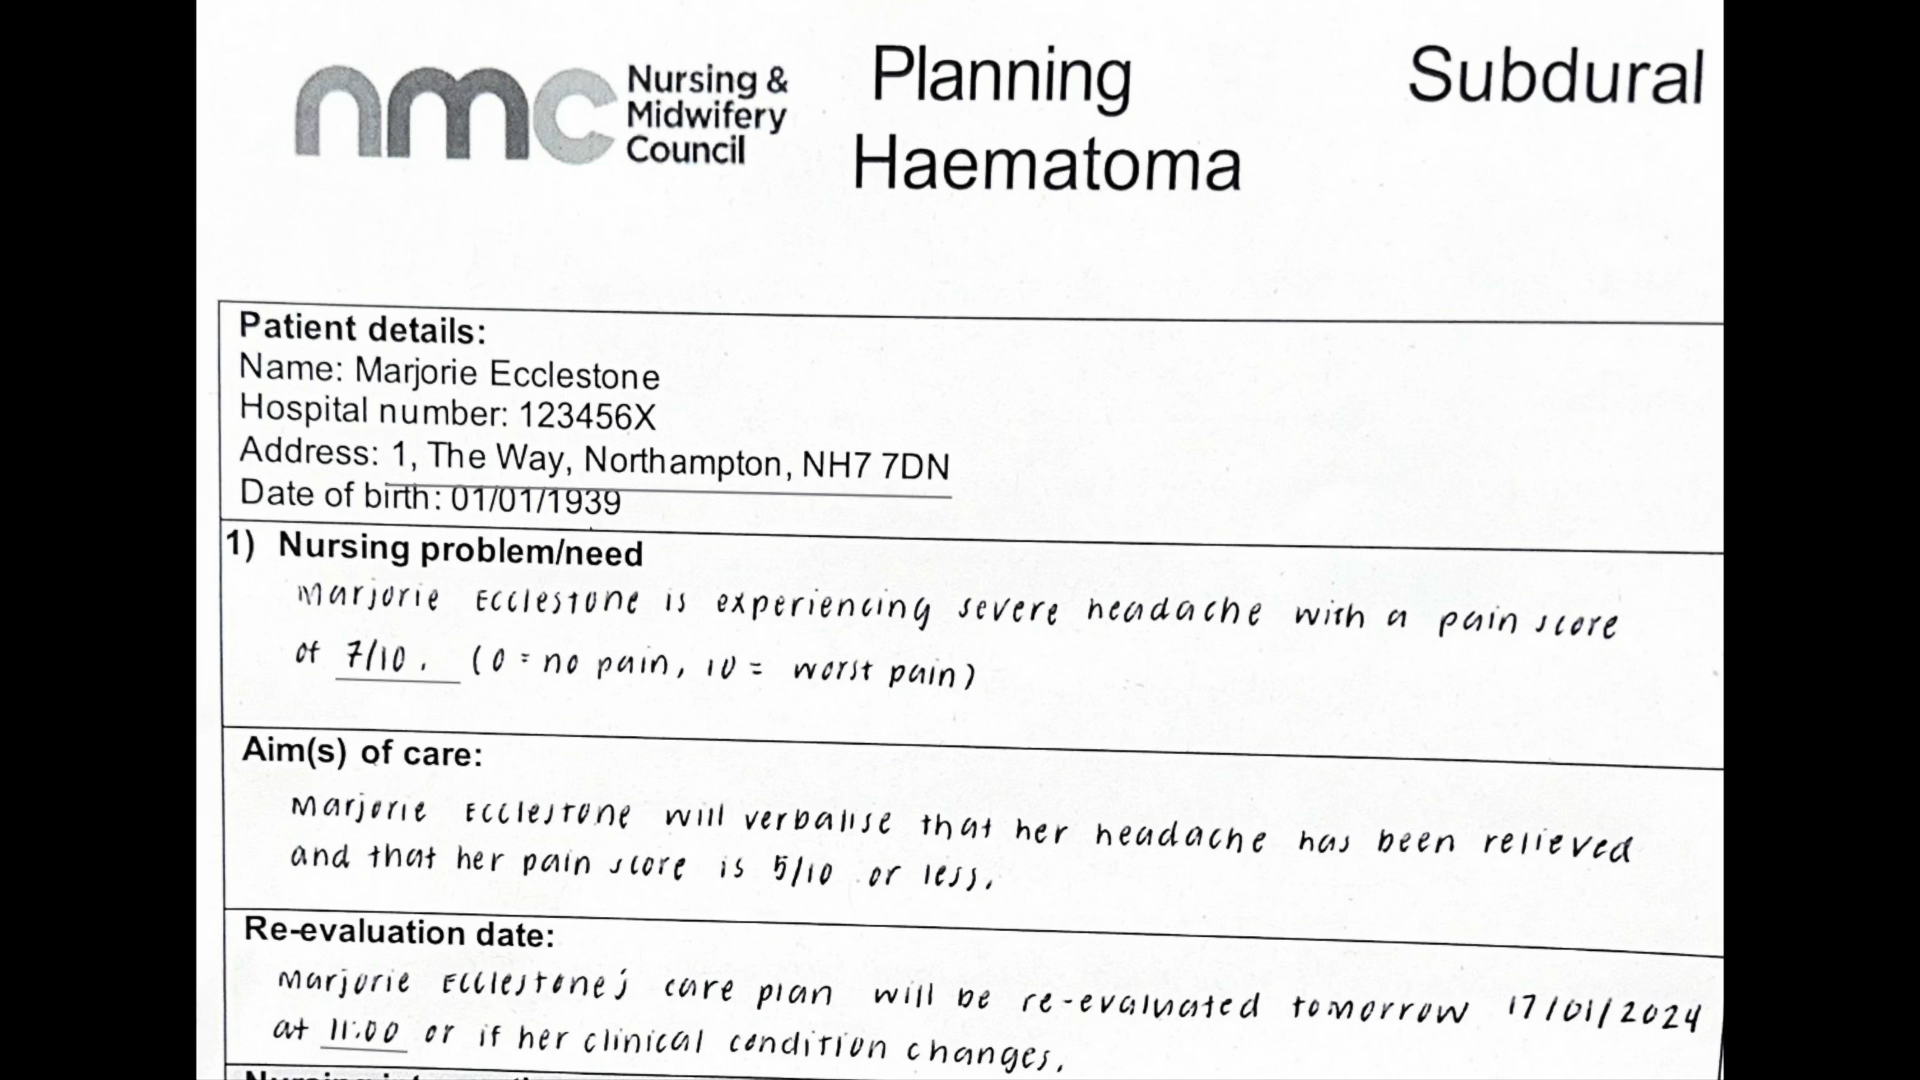 nmc Nursing &
Midwifery
Council
Planning Subdural
Haematoma
Patient details:
Name: Marjorie Ecclestone
Hospital number: 123456X
Address: 1, The Way, Northampton, NH7 7DN
Date of birth: 01/01/1939
1) Nursing problem/need
Marjorie Ecclestone is experiencing severe headache with a pain score
of 7/10. (0 = no pain, 10 = worst pain)
Aim(s) of care:
Marjorie Ecclestone will verbalise that her headache has been relieved
and that her pain score is 5/10 or less.
Re-evaluation date:
Marjorie Ecclestone's care plan will be re-evaluated tomorrow 17/01/2024
at 11:00 or if her clinical condition changes.